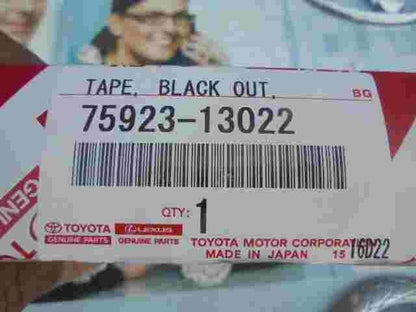 TAPE, BLACK OUT,
BG
75923-13022
QTY: 1
TOYOTA LEXUS
GENUINE PARTS GENUINE PARTS
TOYOTA MOTOR CORPORATION
MADE IN JAPAN 15 16D22